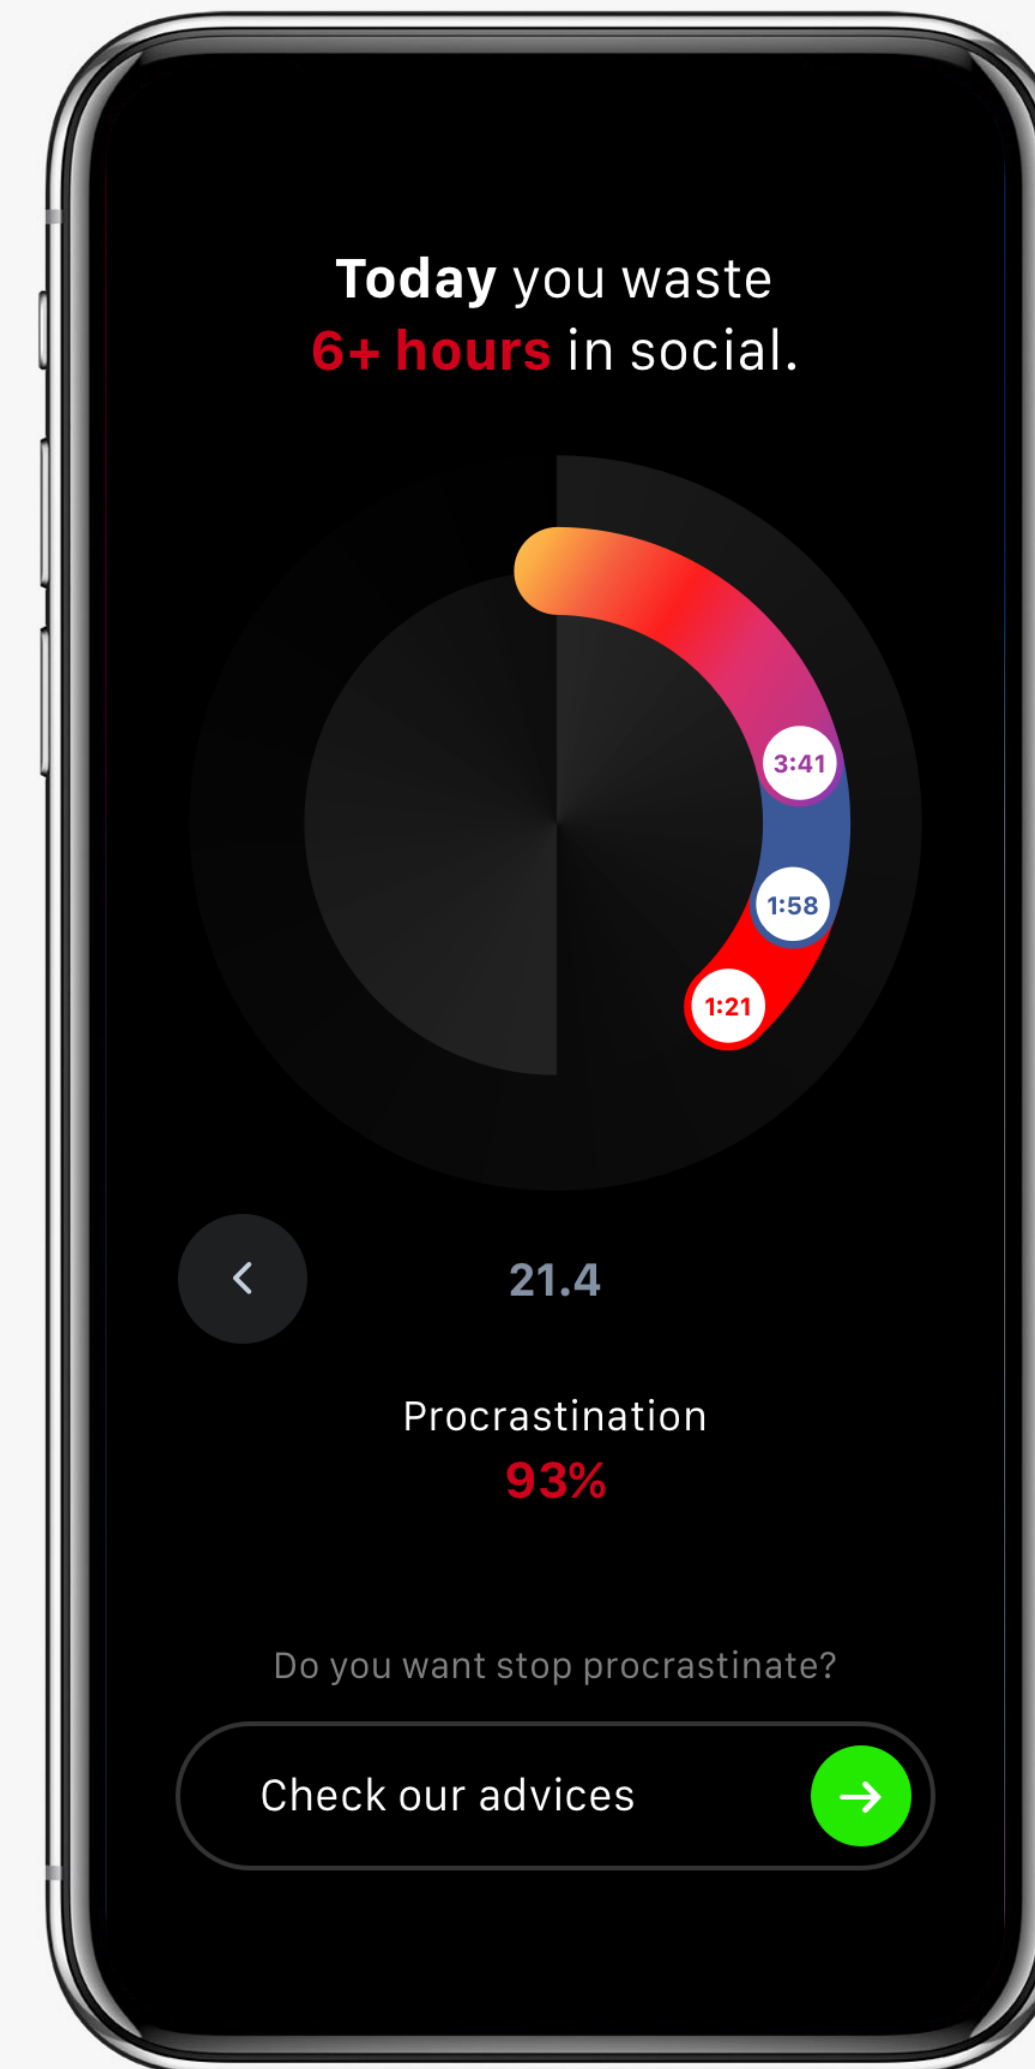 Today you waste
6+ hours in social.
3:41
1:58
1:21
21.4
Procrastination
93%
Do you want stop procrastinate?
Check our advices